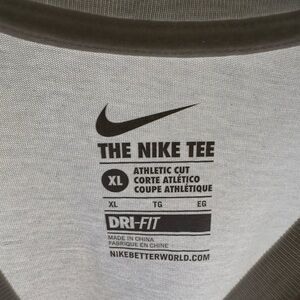 THE NIKE TEE
XL
ATHLETIC CUT
CORTE ATLÉTICO
COUPE ATHLÉTIQUE
XL TG EG
DRI-FIT
MADE IN CHINA
FABRIQUÉ EN CHINE
NIKEBETTERWORLD.COM